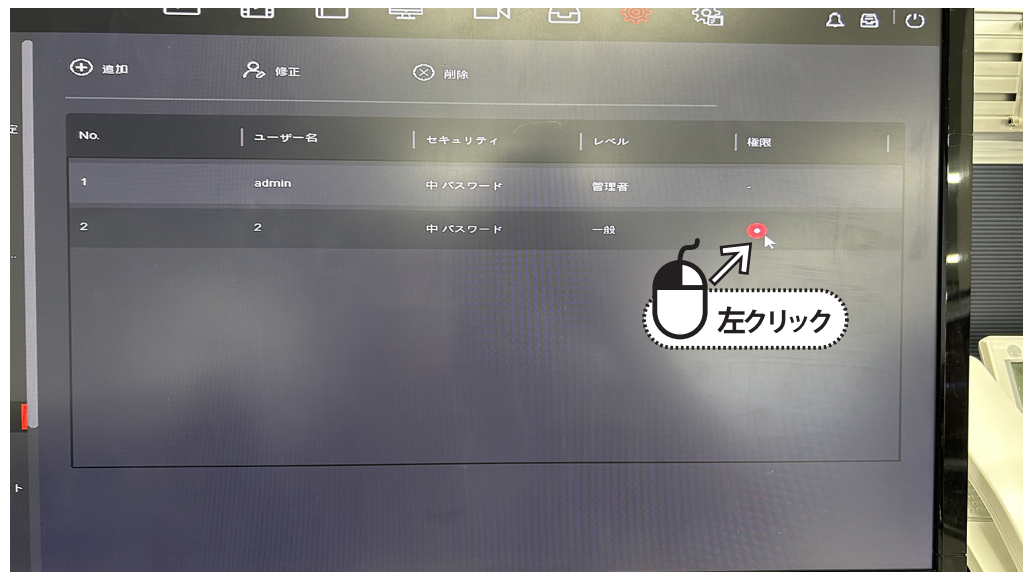 追加 修正 削除
No. ユーザー名 セキュリティ レベル 権限
1 admin 中 パスワード 管理者 -
2 2 中 パスワード 一般
左クリック
定
..
ト